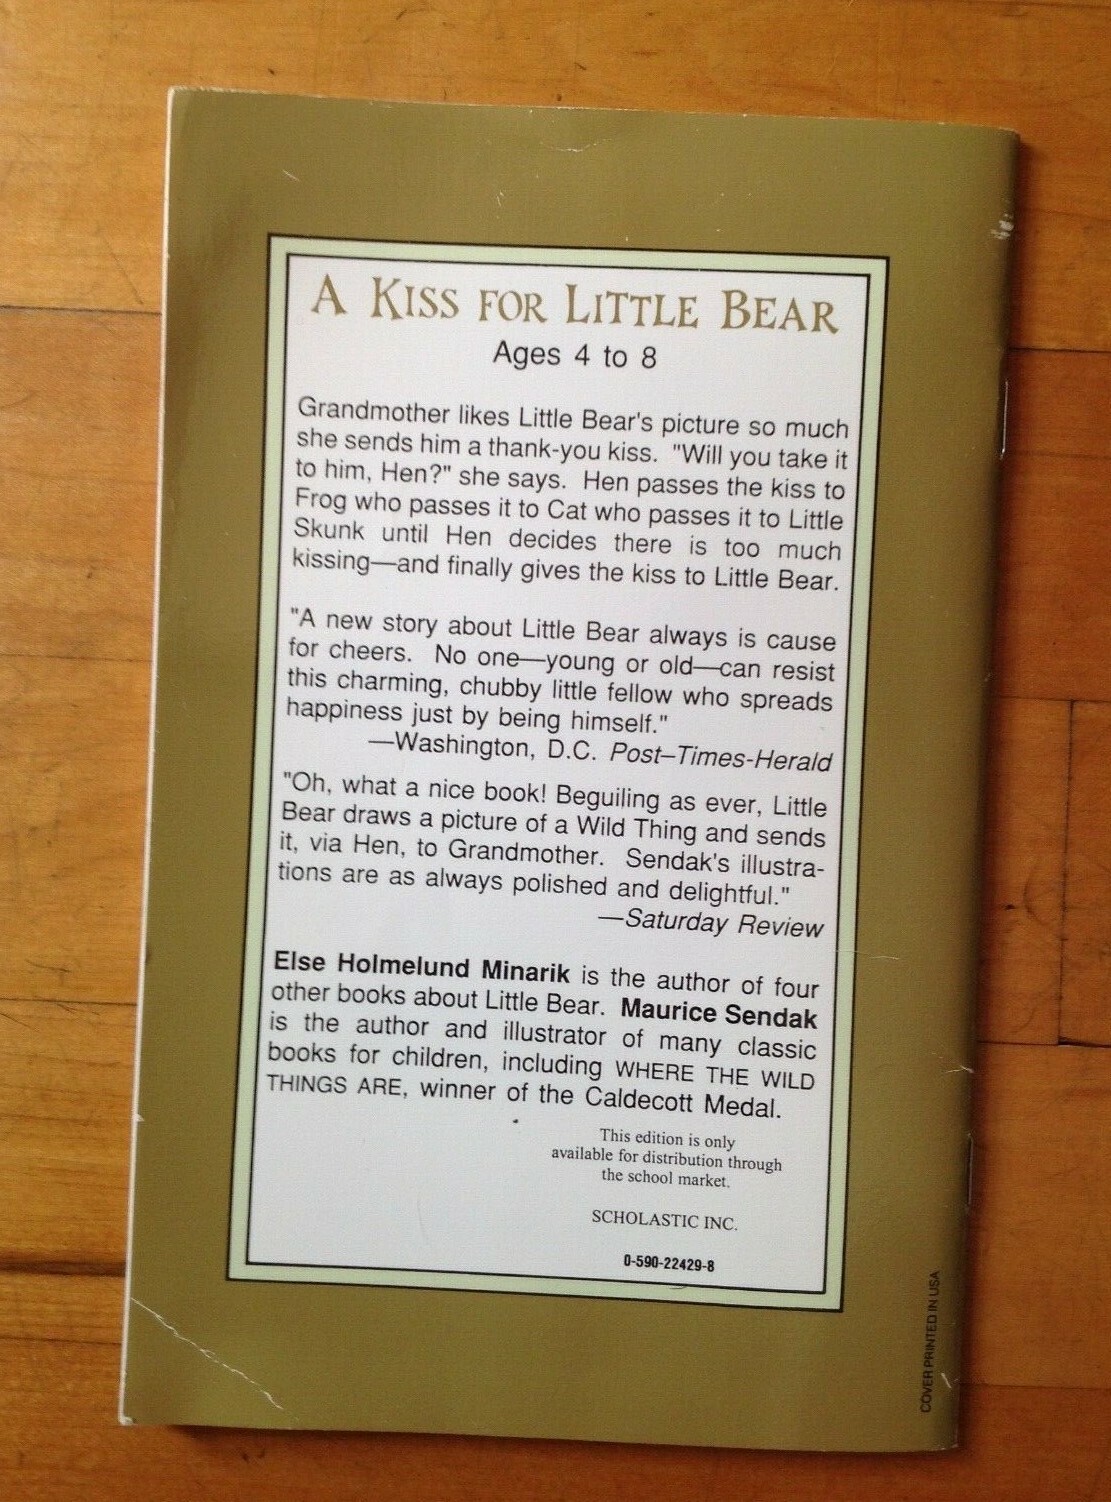 A KISS FOR LITTLE BEAR
Ages 4 to 8
Grandmother likes Little Bear's picture so much
she sends him a thank-you kiss. "Will you take it
to him, Hen?" she says. Hen passes the kiss to
Frog who passes it to Cat who passes it to Little
Skunk until Hen decides there is too much
kissing—and finally gives the kiss to Little Bear.
"A new story about Little Bear always is cause
for cheers. No one—young or old—can resist
this charming, chubby little fellow who spreads
happiness just by being himself."
—Washington, D.C. Post–Times-Herald
"Oh, what a nice book! Beguiling as ever, Little
Bear draws a picture of a Wild Thing and sends
it, via Hen, to Grandmother. Sendak's illustra-
tions are as always polished and delightful."
—Saturday Review
Else Holmelund Minarik is the author of four
other books about Little Bear. Maurice Sendak
is the author and illustrator of many classic
books for children, including WHERE THE WILD
THINGS ARE, winner of the Caldecott Medal.
This edition is only
available for distribution through
the school market.
SCHOLASTIC INC.
0-590-22429-8
COVER PRINTED IN USA